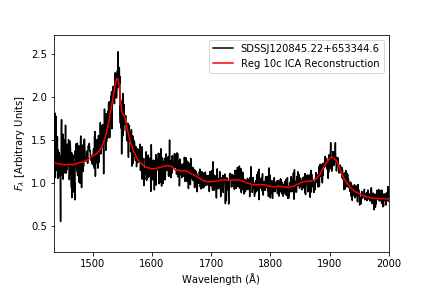 SDSSJ120845.22+653344.6
Reg 10c ICA Reconstruction
2.5
2.0
1.5
1.0
0.5
Fλ [Arbitrary Units]
1500 1600 1700 1800 1900 2000
Wavelength (Å)